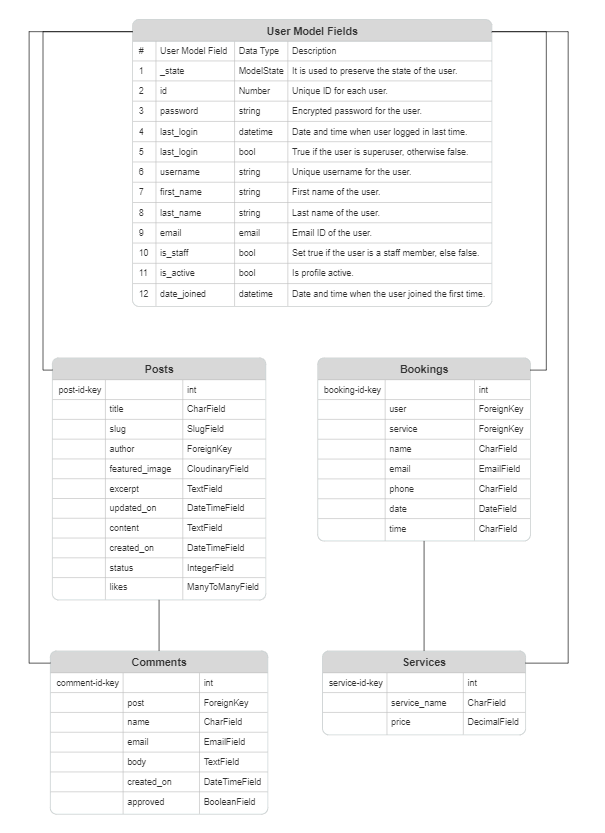 User Model Fields
# User Model Field Data Type Description
1 _state ModelState It is used to preserve the state of the user.
2 id Number Unique ID for each user.
3 password string Encrypted password for the user.
4 last_login datetime Date and time when user logged in last time.
5 last_login bool True if the user is superuser, otherwise false.
6 username string Unique username for the user.
7 first_name string First name of the user.
8 last_name string Last name of the user.
9 email email Email ID of the user.
10 is_staff bool Set true if the user is a staff member, else false.
11 is_active bool Is profile active.
12 date_joined datetime Date and time when the user joined the first time.
Posts
post-id-key int
title CharField
slug SlugField
author ForeignKey
featured_image CloudinaryField
excerpt TextField
updated_on DateTimeField
content TextField
created_on DateTimeField
status IntegerField
likes ManyToManyField
Bookings
booking-id-key int
user ForeignKey
service ForeignKey
name CharField
email EmailField
phone CharField
date DateField
time CharField
Comments
comment-id-key int
post ForeignKey
name CharField
email EmailField
body TextField
created_on DateTimeField
approved BooleanField
Services
service-id-key int
service_name CharField
price DecimalField